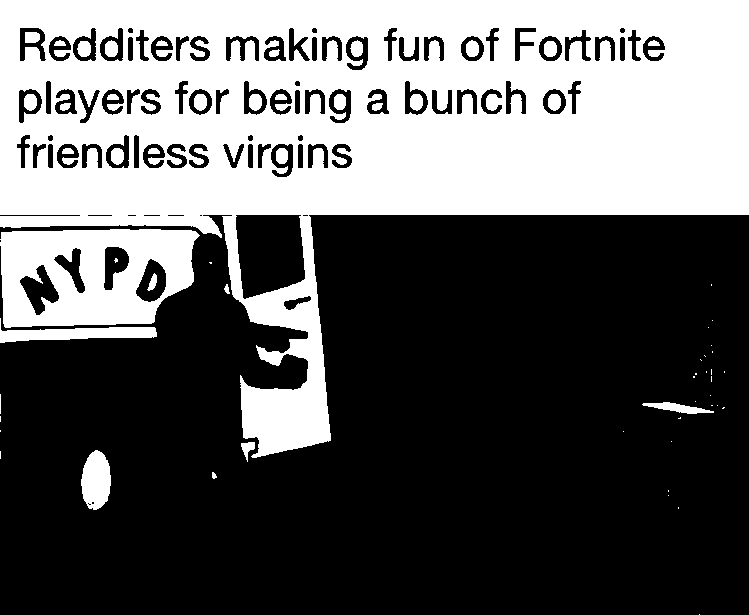 Redditers making fun of Fortnite
players for being a bunch of
friendless virgins
NYPD